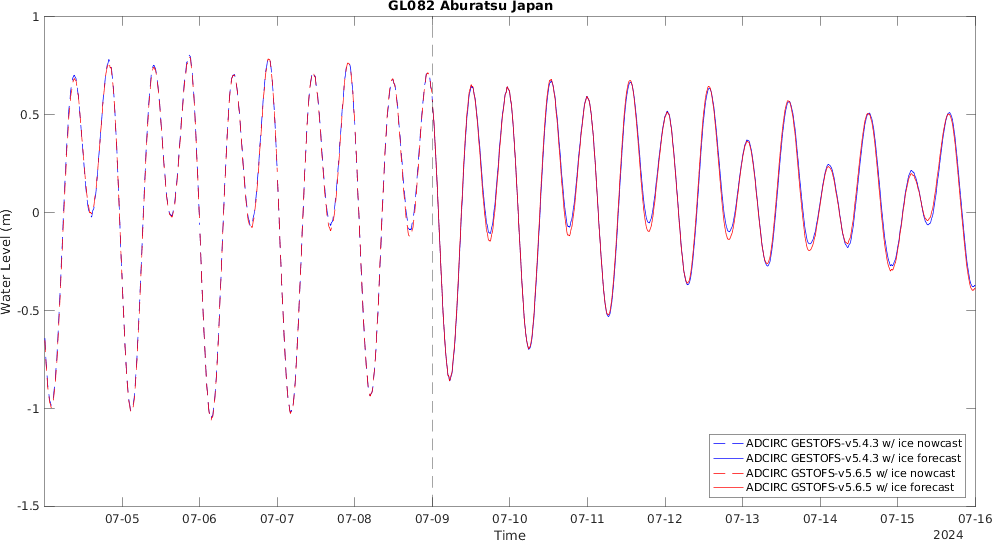 GL082 Aburatsu Japan
1
0.5
0
-0.5
-1
-1.5
Water Level (m)
07-05 07-06 07-07 07-08 07-09 07-10 07-11 07-12 07-13 07-14 07-15 07-16
Time
2024
ADCIRC GESTOFS-v5.4.3 w/ ice nowcast
ADCIRC GESTOFS-v5.4.3 w/ ice forecast
ADCIRC GSTOFS-v5.6.5 w/ ice nowcast
ADCIRC GSTOFS-v5.6.5 w/ ice forecast